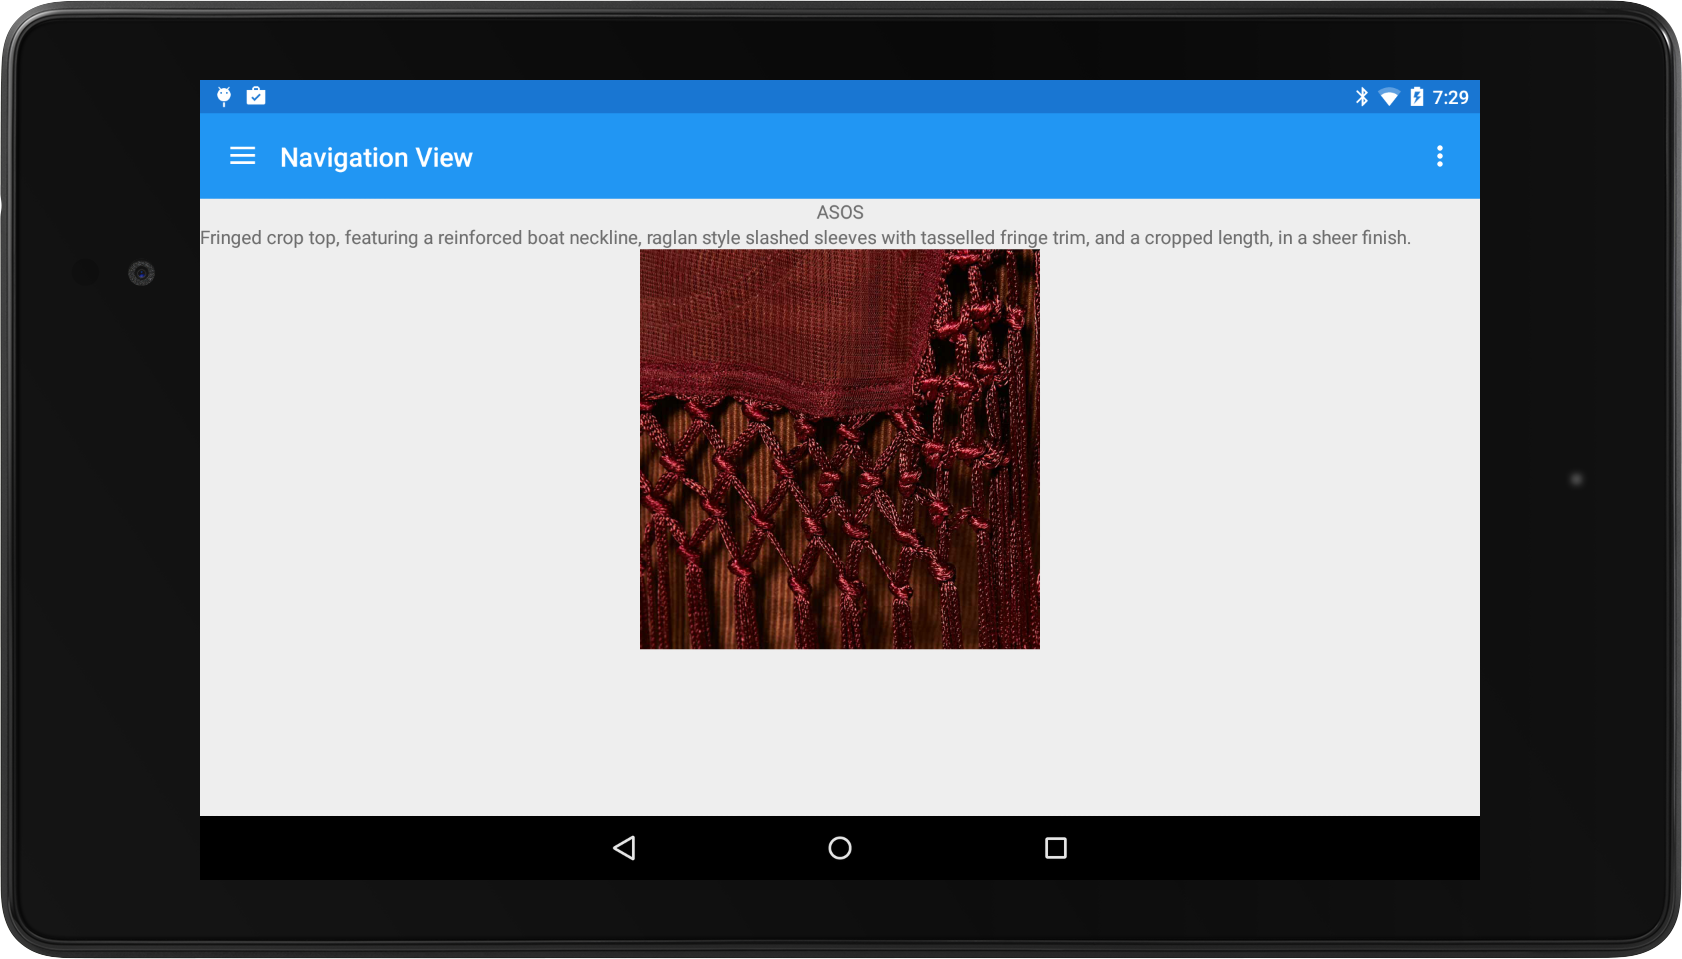 7:29
Navigation View
ASOS
Fringed crop top, featuring a reinforced boat neckline, raglan style slashed sleeves with tasselled fringe trim, and a cropped length, in a sheer finish.